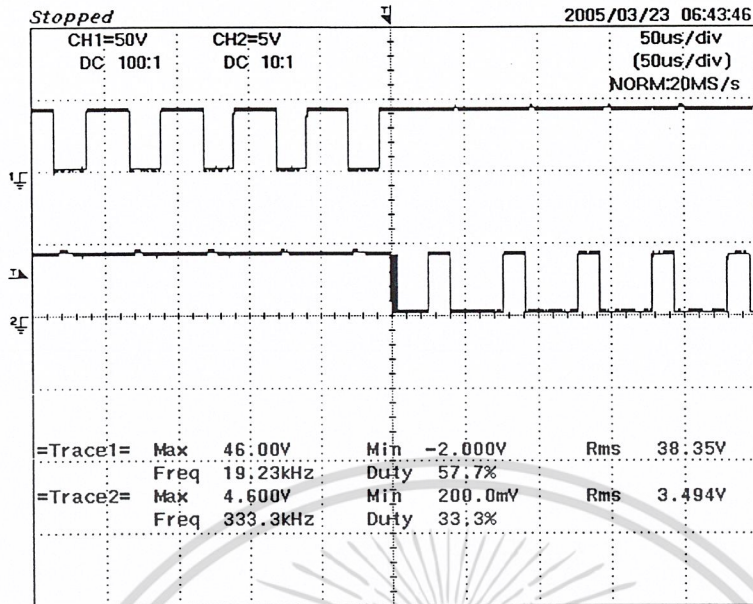 Stopped 2005/03/23 06:43:46
CH1=50V CH2=5V 50us/div
DC 100:1 DC 10:1 (50us/div)
NORM:20MS/s
T
1
T
2
=Trace1= Max 46.00V Min -2.000V Rms 38.35V
Freq 19.23kHz Duty 57.7%
=Trace2= Max 4.600V Min 200.0mV Rms 3.494V
Freq 333.3kHz Duty 33.3%